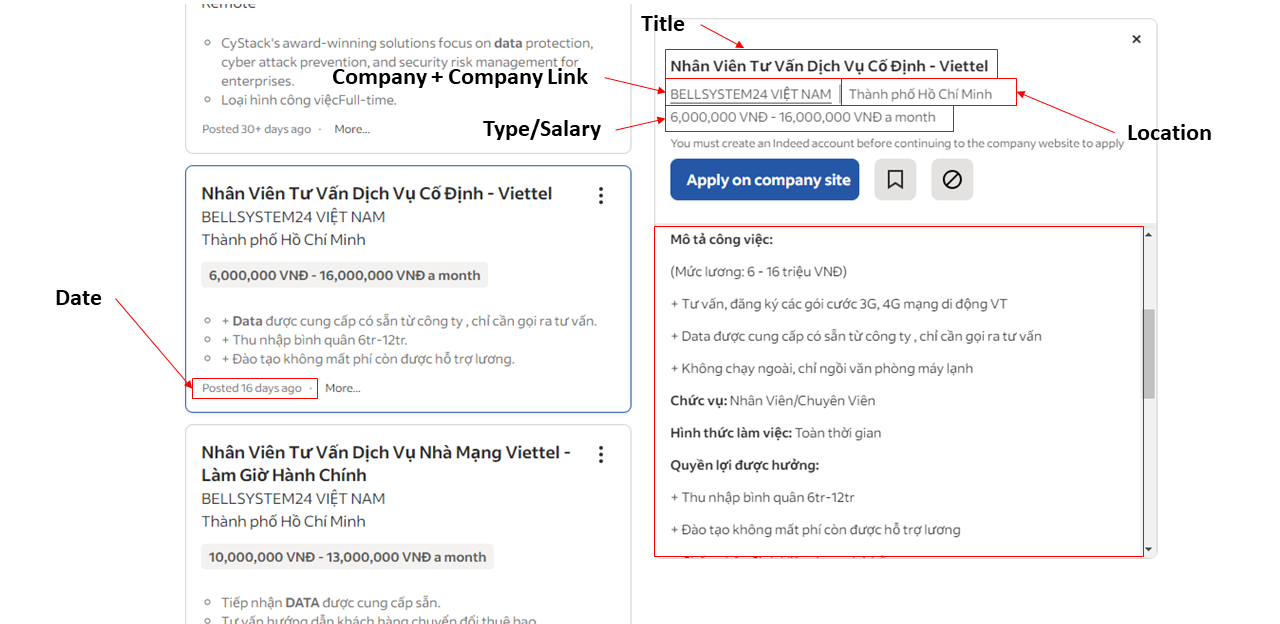 Remote
CyStack's award-winning solutions focus on data protection,
cyber attack prevention, and security risk management for
enterprises.
Loại hình công việcFull-time.
Posted 30+ days ago · More...
Nhân Viên Tư Vấn Dịch Vụ Cố Định - Viettel
BELLSYSTEM24 VIỆT NAM
Thành phố Hồ Chí Minh
6,000,000 VNĐ - 16,000,000 VNĐ a month
+ Data được cung cấp có sẵn từ công ty , chỉ cần gọi ra tư vấn.
+ Thu nhập bình quân 6tr-12tr.
+ Đào tạo không mất phí còn được hỗ trợ lương.
Date
Posted 16 days ago · More...
Nhân Viên Tư Vấn Dịch Vụ Nhà Mạng Viettel -
Làm Giờ Hành Chính
BELLSYSTEM24 VIỆT NAM
Thành phố Hồ Chí Minh
10,000,000 VNĐ - 13,000,000 VNĐ a month
Tiếp nhận DATA được cung cấp sẵn.
Tư vấn hướng dẫn khách hàng chuyển đổi thuê bao
Title
Nhân Viên Tư Vấn Dịch Vụ Cố Định - Viettel
Company + Company Link
BELLSYSTEM24 VIỆT NAM Thành phố Hồ Chí Minh
Type/Salary
6,000,000 VNĐ - 16,000,000 VNĐ a month
Location
You must create an Indeed account before continuing to the company website to apply
Apply on company site
Mô tả công việc:
(Mức lương: 6 - 16 triệu VNĐ)
+ Tư vấn, đăng ký các gói cước 3G, 4G mạng di động VT
+ Data được cung cấp có sẵn từ công ty , chỉ cần gọi ra tư vấn
+ Không chạy ngoài, chỉ ngồi văn phòng máy lạnh
Chức vụ: Nhân Viên/Chuyên Viên
Hình thức làm việc: Toàn thời gian
Quyền lợi được hưởng:
+ Thu nhập bình quân 6tr-12tr
+ Đào tạo không mất phí còn được hỗ trợ lương